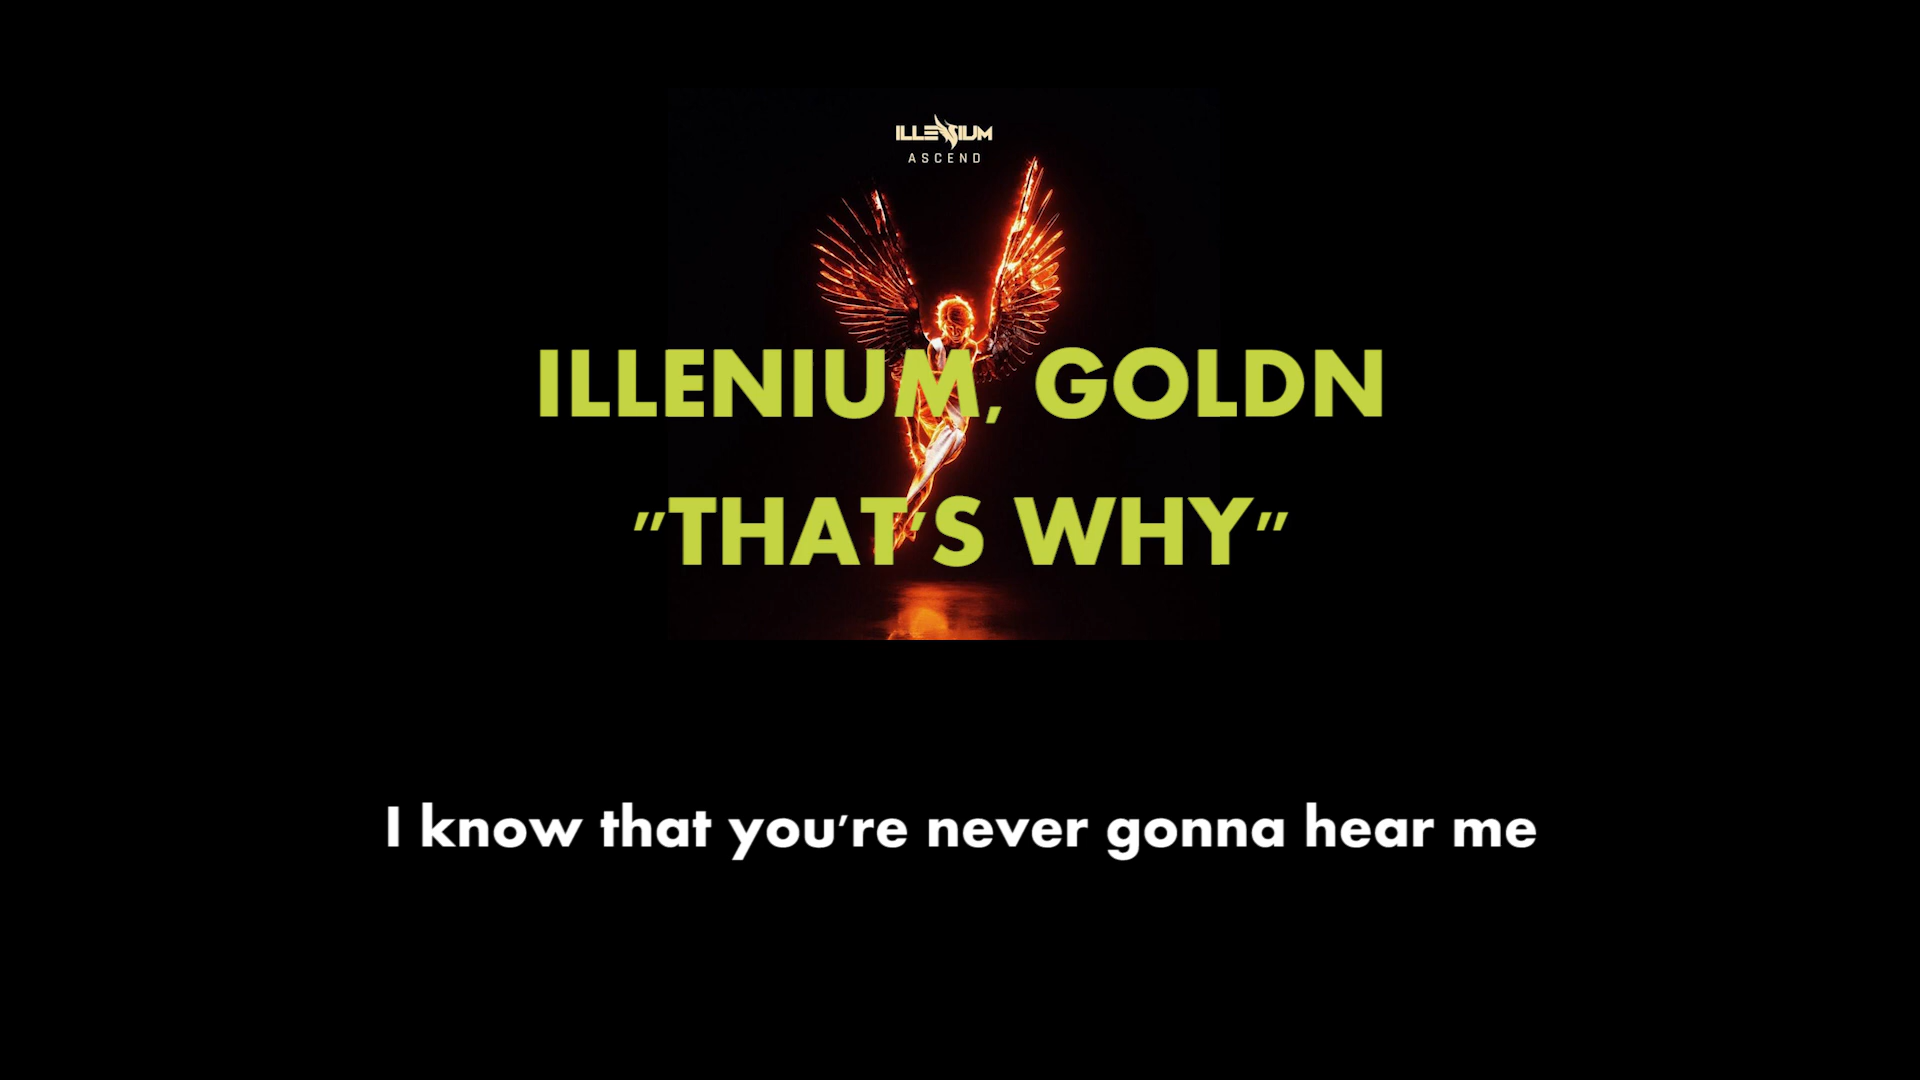 ILLENIUM
ASCEND
ILLENIUM, GOLDN
"THAT'S WHY"
I know that you're never gonna hear me